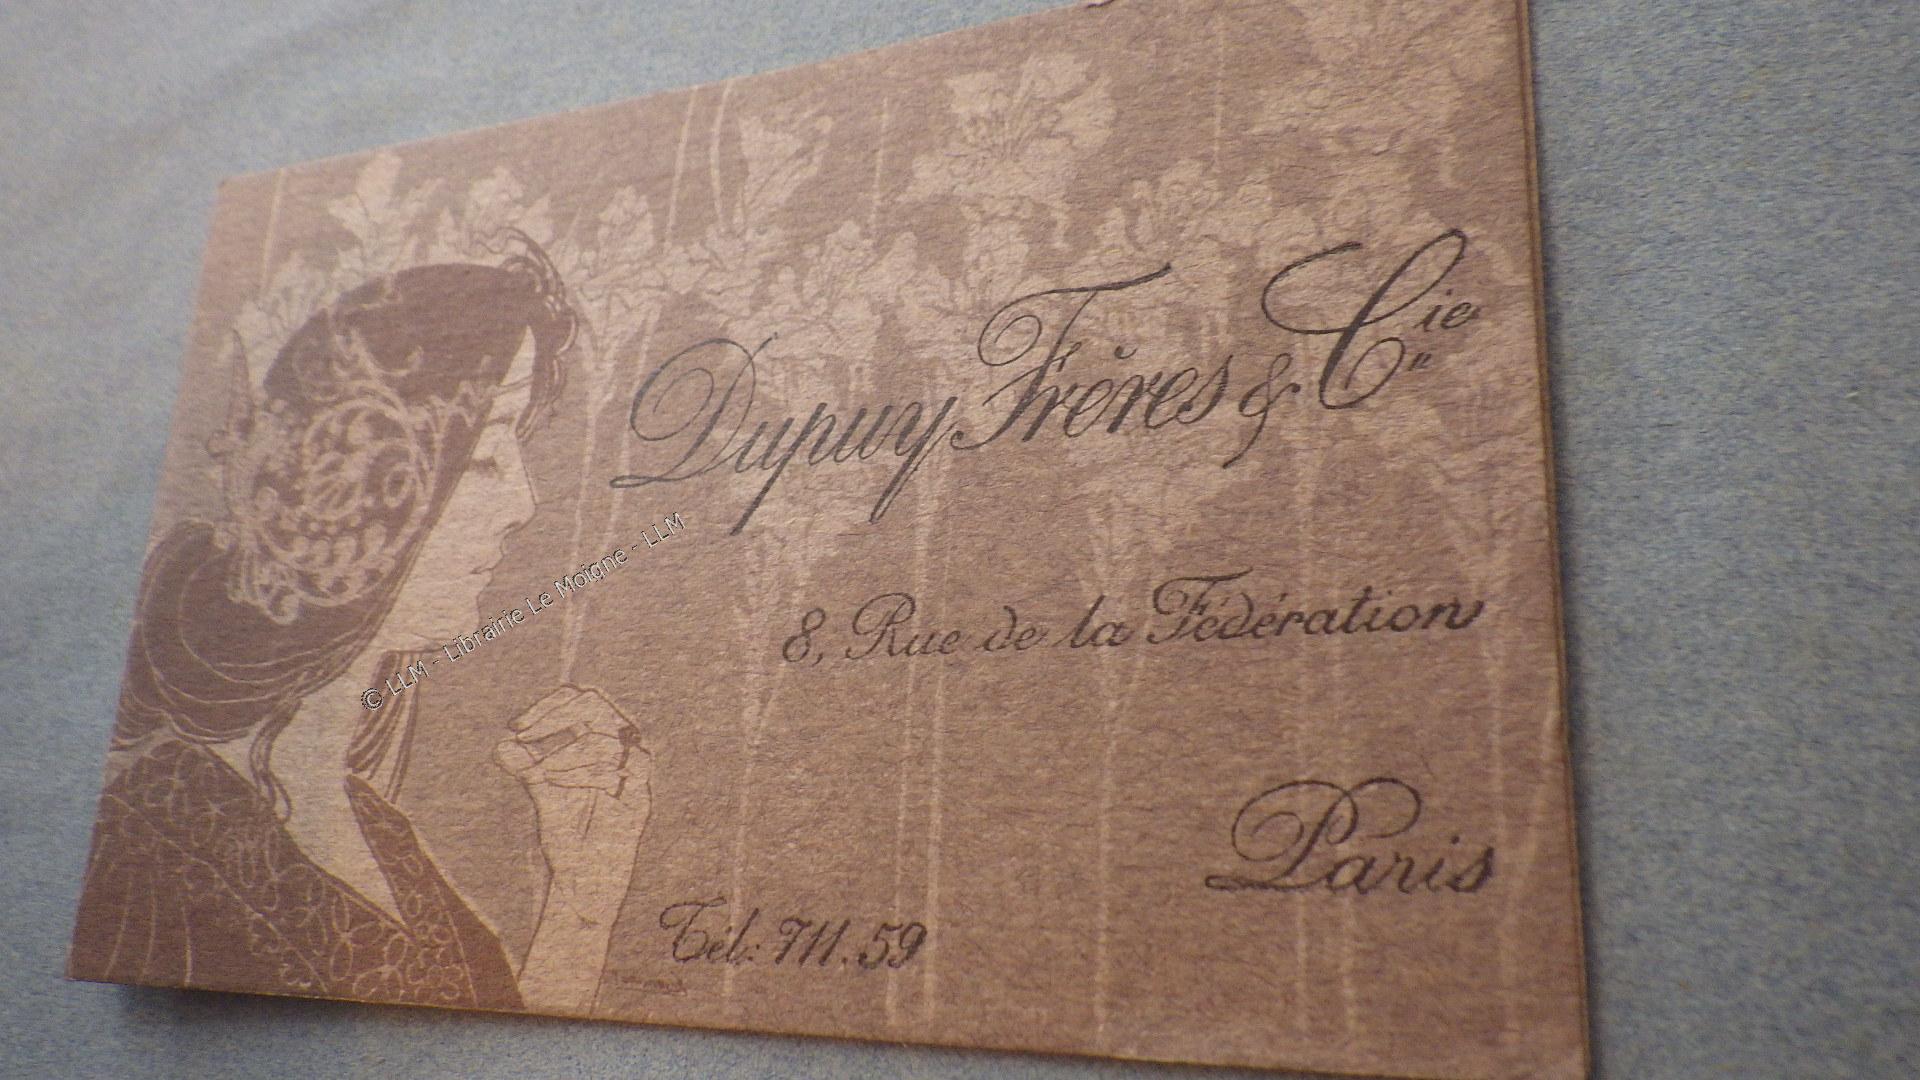 Dupuy Frères & Cie
8, Rue de la Fédération
Paris
Tél: 711.59
© LLM - Librairie Le Moigne - LLM